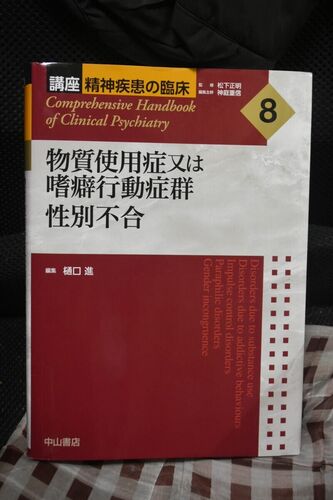 講座 精神疾患の臨床
監修 松下正明
編集主幹 神庭重信
Comprehensive Handbook
of Clinical Psychiatry
8
物質使用症又は
嗜癖行動症群
性別不合
編集 樋口 進
Disorders due to substance use
Disorders due to addictive behaviours
Impulse control disorders
Paraphilic disorders
Gender incongruence
中山書店